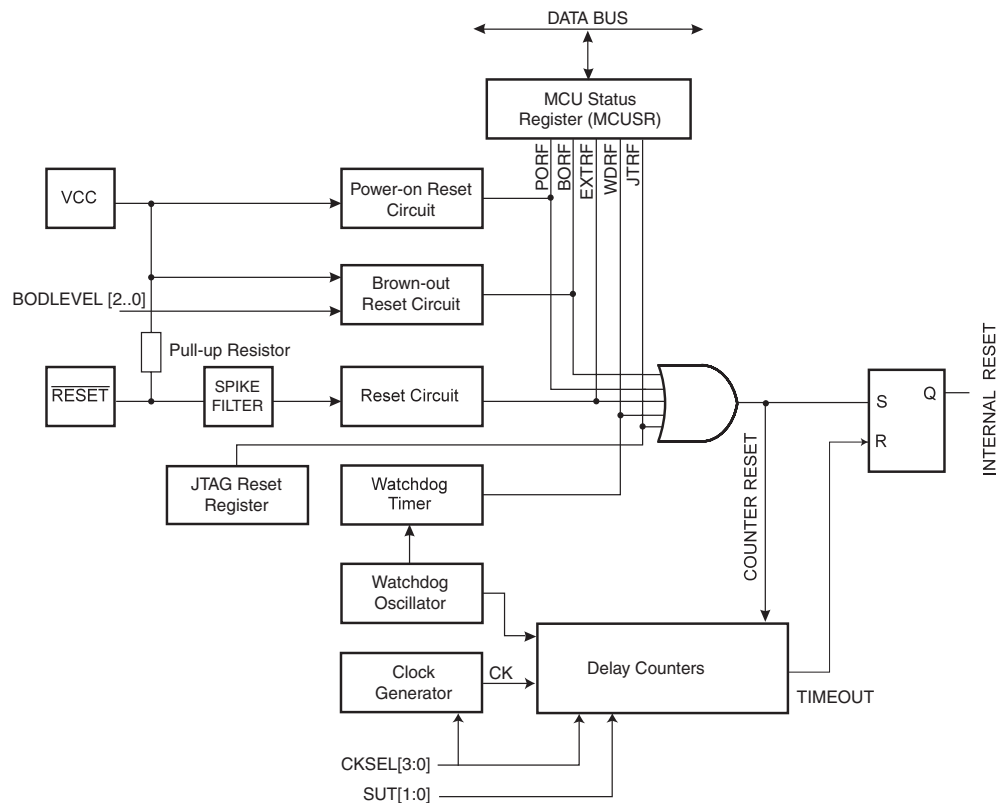 DATA BUS
MCU Status
Register (MCUSR)
PORF
BORF
EXTRF
WDRF
JTRF
VCC
Power-on Reset
Circuit
Brown-out
Reset Circuit
BODLEVEL [2..0]
Pull-up Resistor
RESET
SPIKE
FILTER
Reset Circuit
JTAG Reset
Register
Watchdog
Timer
Watchdog
Oscillator
Clock
Generator
CK
Delay Counters
COUNTER RESET
S
R
Q
INTERNAL RESET
TIMEOUT
CKSEL[3:0]
SUT[1:0]